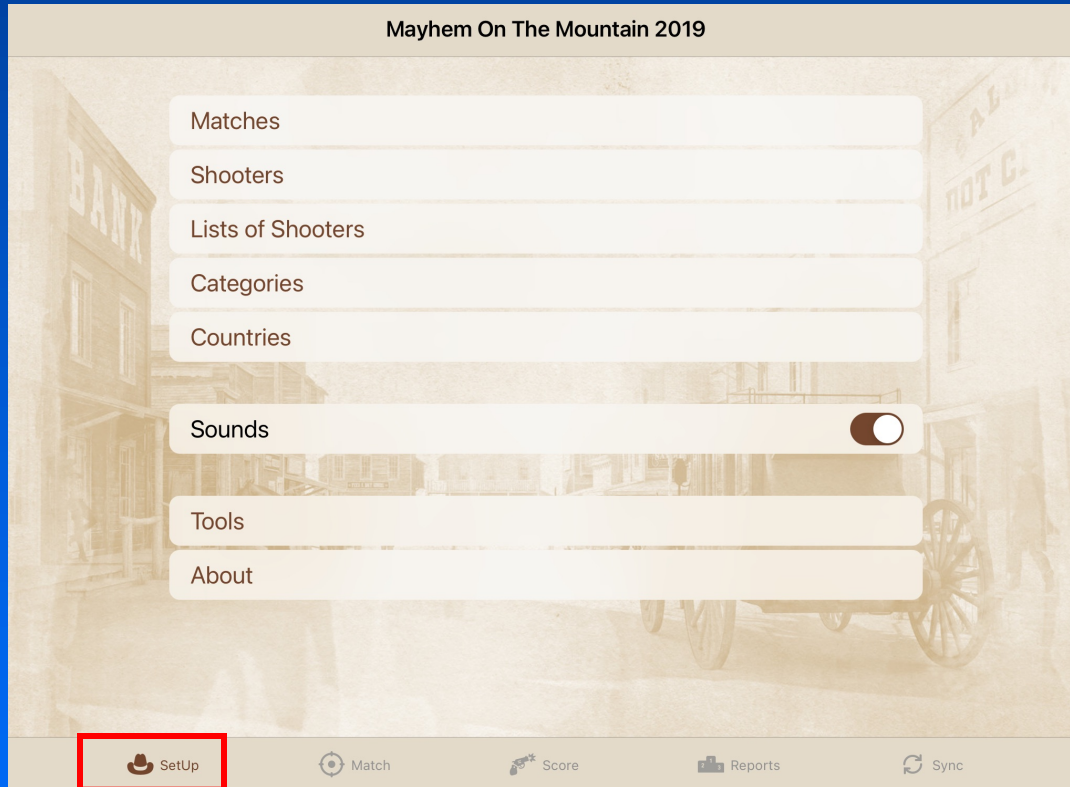 Mayhem On The Mountain 2019
Matches
Shooters
Lists of Shooters
Categories
Countries
Sounds
Tools
About
BANK
SetUp
Match
Score
Reports
Sync